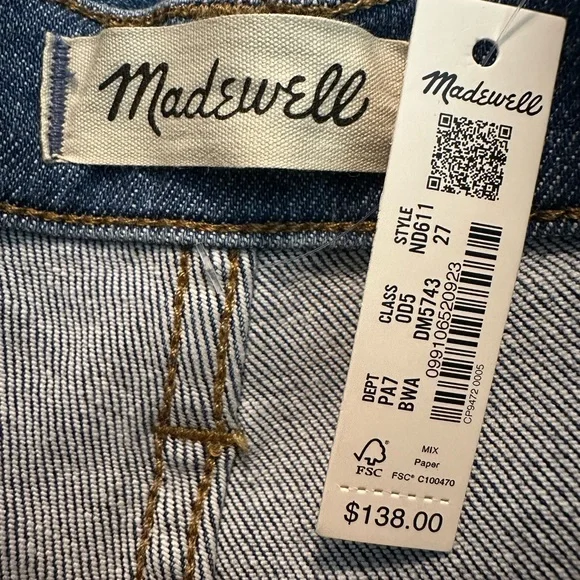 Madewell
Madewell
STYLE
ND611
27
CLASS
0D5
DM5743
DEPT
PA7
BWA
099106520923
CP9472 0005
FSC
MIX
Paper
FSC® C100470
$138.00